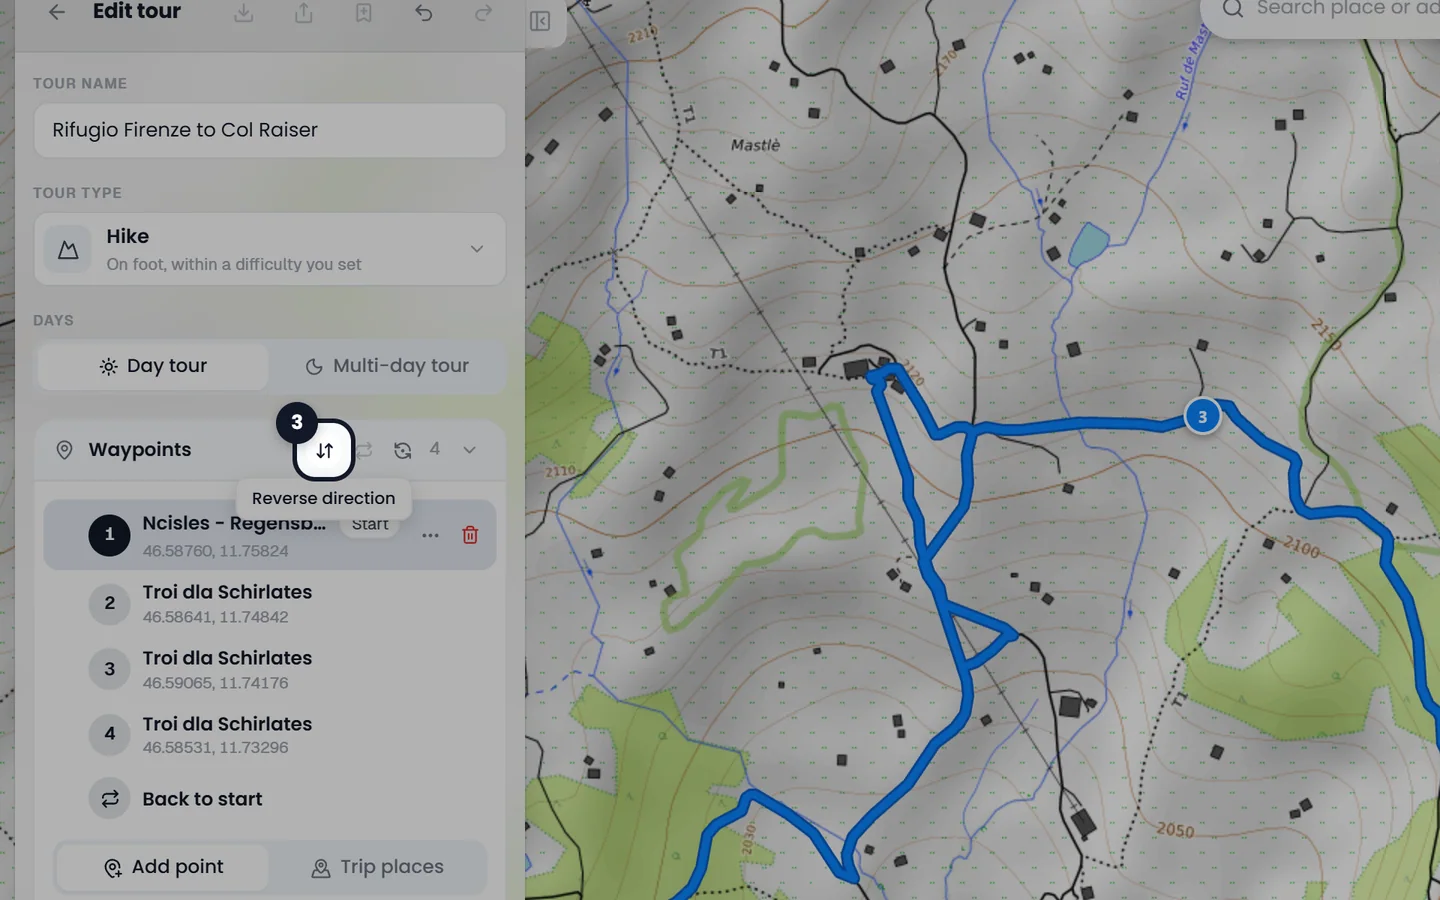 Edit tour
Search place or ad
TOUR NAME
Rifugio Firenze to Col Raiser
TOUR TYPE
Hike
On foot, within a difficulty you set
DAYS
Day tour
Multi-day tour
3
Waypoints
4
Reverse direction
1
Ncisles - Regensb...
Start
46.58760, 11.75824
2
Troi dla Schirlates
46.58641, 11.74842
3
Troi dla Schirlates
46.59065, 11.74176
4
Troi dla Schirlates
46.58531, 11.73296
Back to start
Add point
Trip places
2210
2170
Ruf de Mast
T1
Mastlè
2150
T1
2120
3
2110
2100
T1
2030
2050